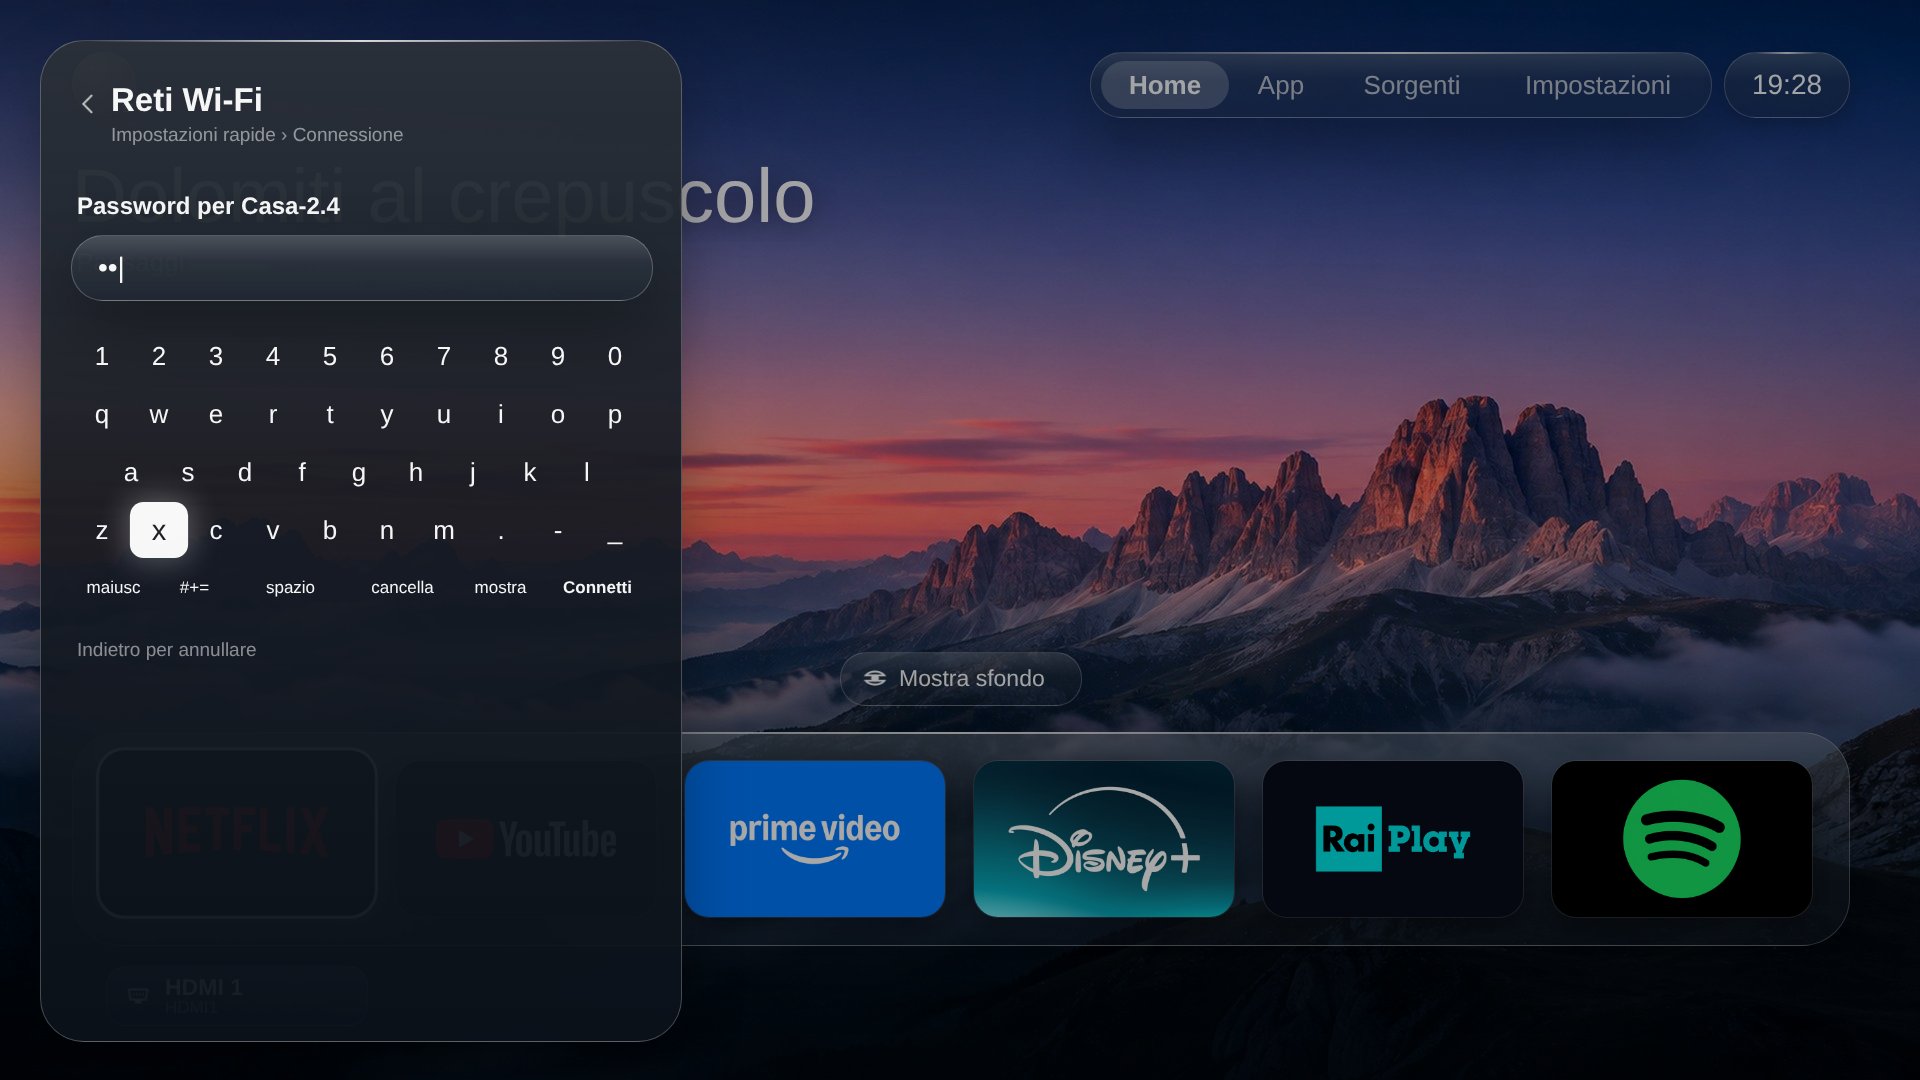 Reti Wi-Fi
Impostazioni rapide › Connessione
Home App Sorgenti Impostazioni 19:28
Dolomiti al crepuscolo
Password per Casa-2.4
••
1 2 3 4 5 6 7 8 9 0
q w e r t y u i o p
a s d f g h j k l
z x c v b n m . - _
maiusc #+= spazio cancella mostra Connetti
Indietro per annullare
Mostra sfondo
NETFLIX YouTube prime video Disney+ Rai Play
HDMI 1
HDMI1